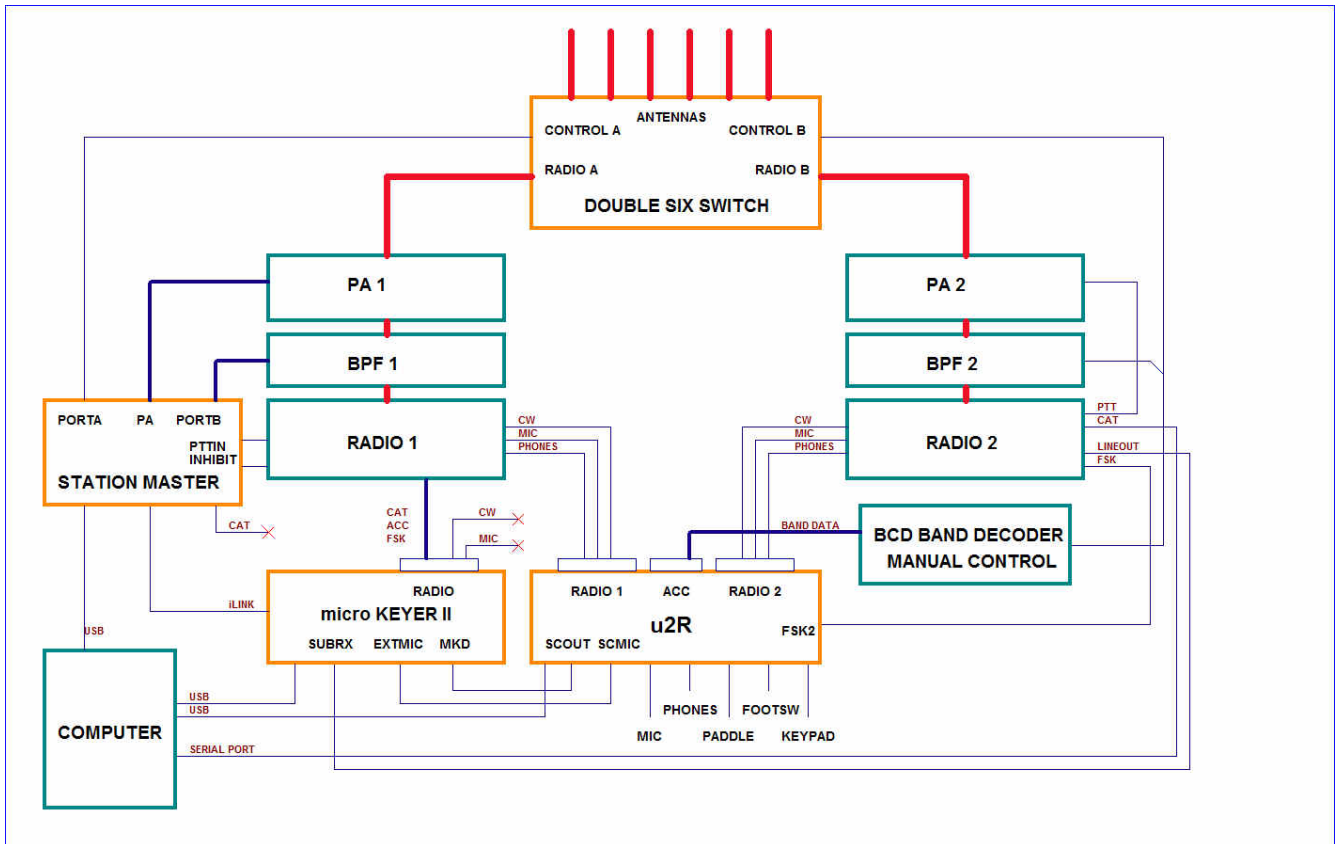 ANTENNAS
CONTROL A
CONTROL B
RADIO A
RADIO B
DOUBLE SIX SWITCH
PA 1
PA 2
BPF 1
BPF 2
PORTA
PA
PORTB
PTTIN
INHIBIT
STATION MASTER
RADIO 1
CW
MIC
PHONES
CW
MIC
PHONES
RADIO 2
PTT
CAT
LINEOUT
FSK
CAT
CAT
ACC
FSK
CW
MIC
BAND DATA
BCD BAND DECODER
MANUAL CONTROL
RADIO
micro KEYER II
SUBRX
EXTMIC
MKD
RADIO 1
ACC
RADIO 2
u2R
FSK2
SCOUT
SCMIC
iLINK
USB
COMPUTER
USB
USB
SERIAL PORT
PHONES
FOOTSW
MIC
PADDLE
KEYPAD